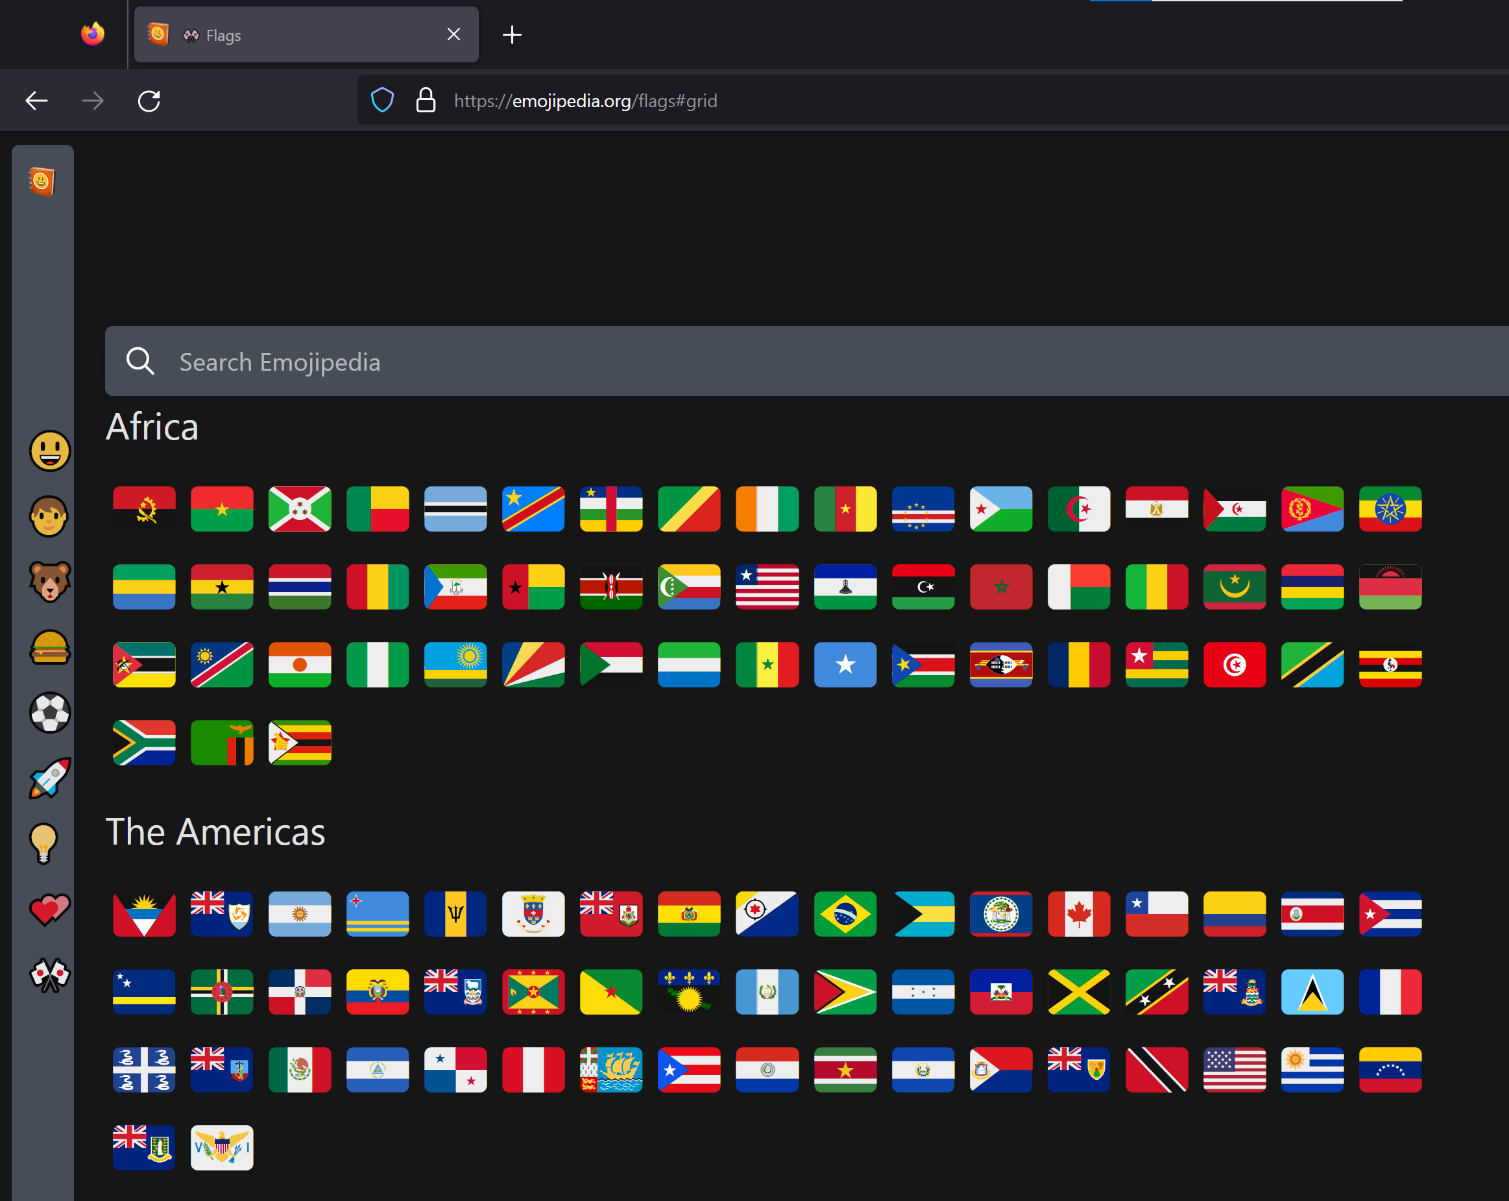 Flags
https://emojipedia.org/flags#grid
Search Emojipedia
Africa
The Americas
V I